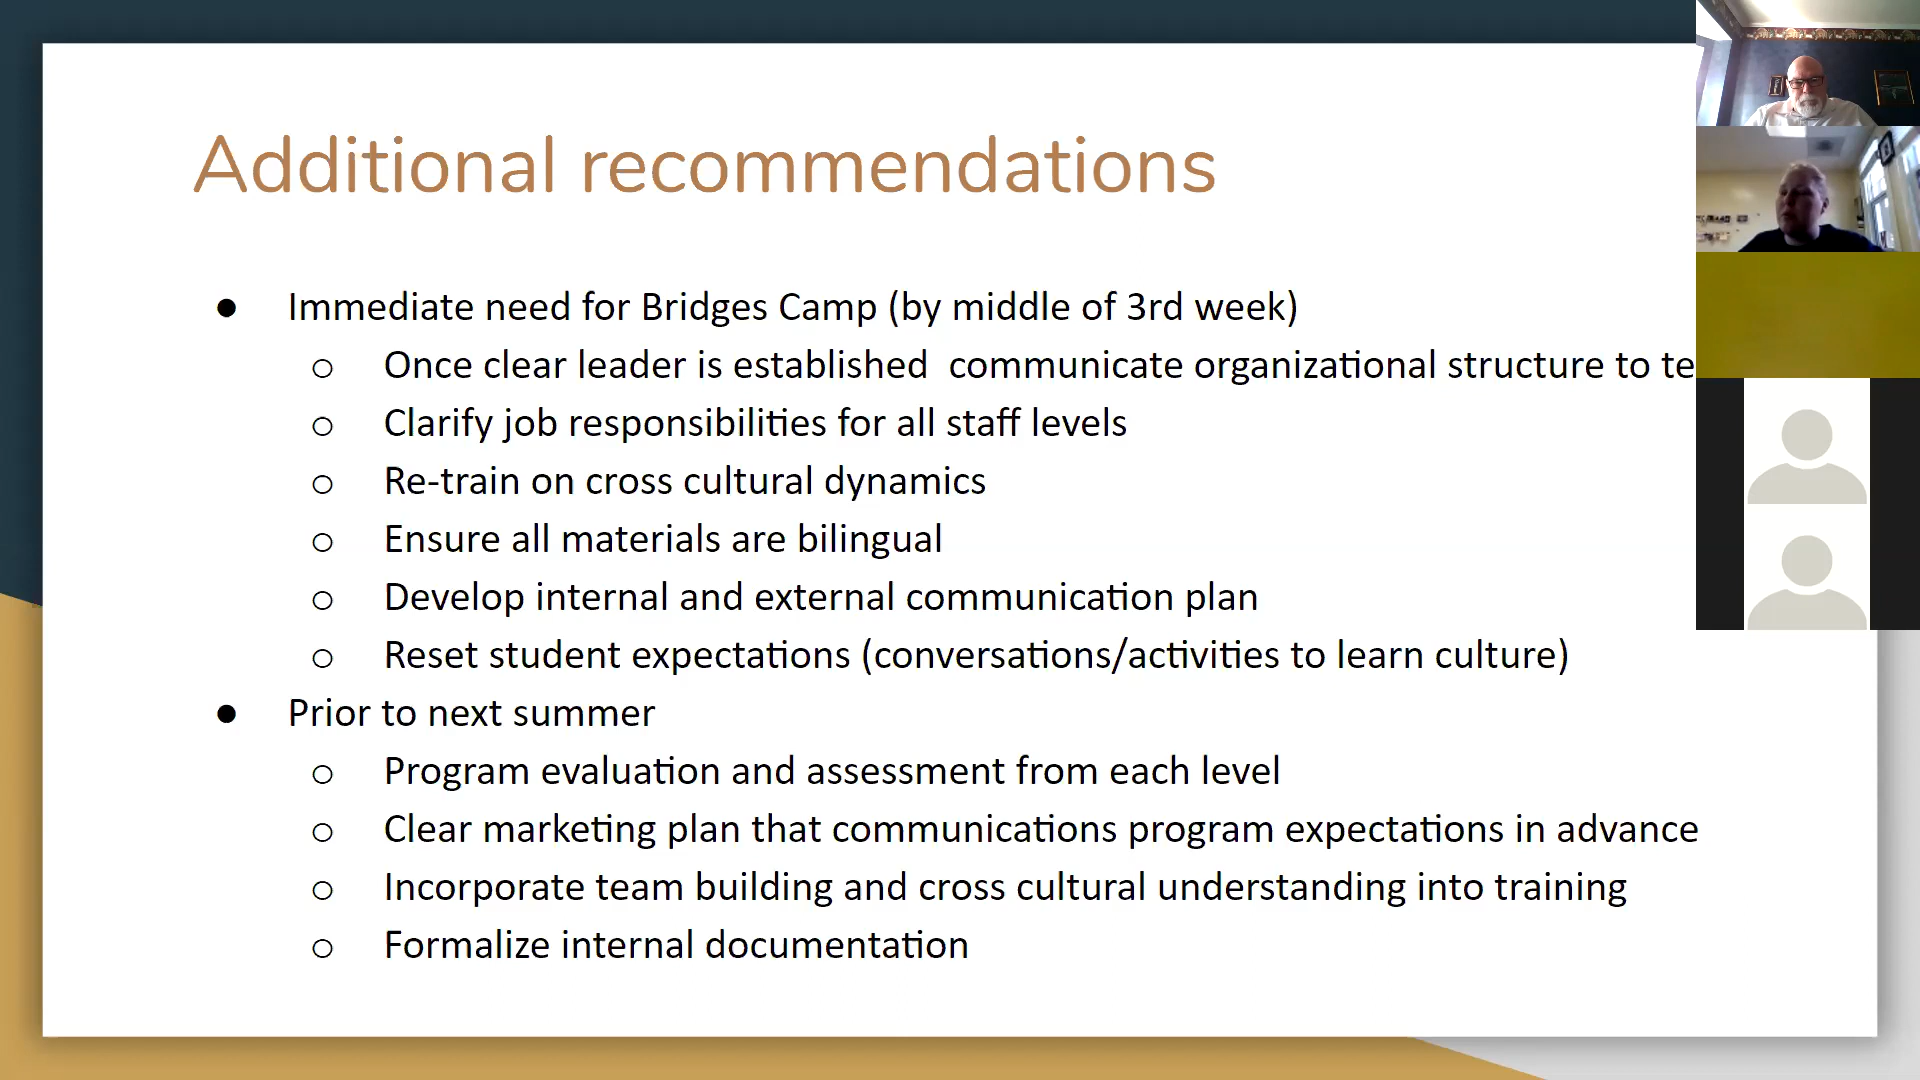 Additional recommendations
● Immediate need for Bridges Camp (by middle of 3rd week)
○ Once clear leader is established communicate organizational structure to
○ Clarify job responsibilities for all staff levels
○ Re-train on cross cultural dynamics
○ Ensure all materials are bilingual
○ Develop internal and external communication plan
○ Reset student expectations (conversations/activities to learn culture)
● Prior to next summer
○ Program evaluation and assessment from each level
○ Clear marketing plan that communications program expectations in advance
○ Incorporate team building and cross cultural understanding into training
○ Formalize internal documentation